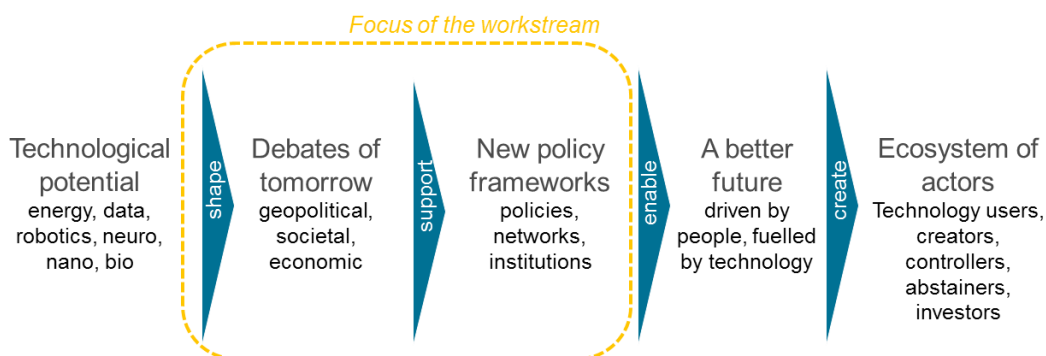 Focus of the workstream
Technological
potential
energy, data,
robotics, neuro,
nano, bio
shape
Debates of
tomorrow
geopolitical,
societal,
economic
support
New policy
frameworks
policies,
networks,
institutions
enable
A better
future
driven by
people, fuelled
by technology
create
Ecosystem of
actors
Technology users,
creators,
controllers,
abstainers,
investors